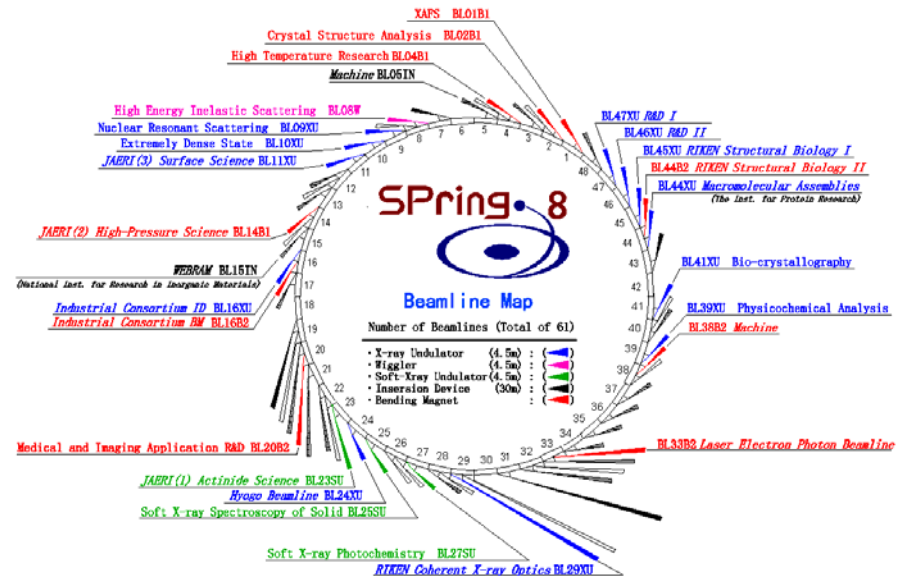 XAFS BL01B1
Crystal Structure Analysis BL02B1
High Temperature Research BL04B1
Machine BL05IN
High Energy Inelastic Scattering BL08W
Nuclear Resonant Scattering BL09XU
Extremely Dense State BL10XU
JAERI(3) Surface Science BL11XU
JAERI(2) High-Pressure Science BL14B1
WEBRAM BL15IN
(National inst. for Research in Inorganic Materials)
Industrial Consortium ID BL16XU
Industrial Consortium BM BL16B2
Medical and Imaging Application R&D BL20B2
JAERI(1) Actinide Science BL23SU
Hyogo Beamline BL24XU
Soft X-ray Spectroscopy of Solid BL25SU
Soft X-ray Photochemistry BL27SU
RIKEN Coherent X-ray Optics BL29XU
BL47XU R&D I
BL46XU R&D II
BL45XU RIKEN Structural Biology I
BL44B2 RIKEN Structural Biology II
BL44XU Macromolecular Assemblies
(The inst. for Protein Research)
BL41XU Bio-crystallography
BL39XU Physicochemical Analysis
BL38B2 Machine
BL33B2 Laser Electron Photon Beamline
SPring-8
Beamline Map
Number of Beamlines (Total of 61)
・X-ray Undulator (4.5m) : ( )
・Wiggler (4.5m) : ( )
・Soft-Xray Undulator (4.5m) : ( )
・Insersion Device (30m) : ( )
・Bending Magnet : ( )
1
2
3
4
5
6
7
8
9
10
11
12
13
14
15
16
17
18
19
20
21
22
23
24
25
26
27
28
29
30
31
32
33
34
35
36
37
38
39
40
41
42
43
44
45
46
47
48